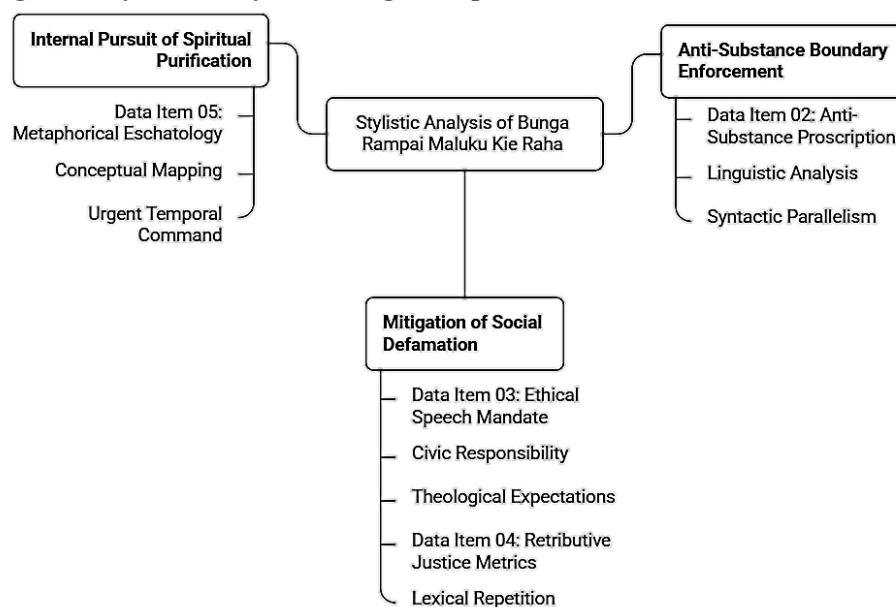 Internal Pursuit of Spiritual
Purification
Data Item 05:
Metaphorical Eschatology
Conceptual Mapping
Urgent Temporal
Command
Stylistic Analysis of Bunga
Rampai Maluku Kie Raha
Anti-Substance Boundary
Enforcement
Data Item 02: Anti-
Substance Proscription
Linguistic Analysis
Syntactic Parallelism
Mitigation of Social
Defamation
Data Item 03: Ethical
Speech Mandate
Civic Responsibility
Theological Expectations
Data Item 04: Retributive
Justice Metrics
Lexical Repetition